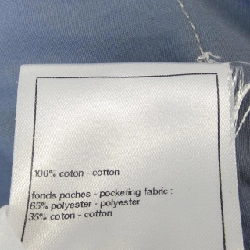 100% coton - cotton
fonds poches - pocketing fabric :
65% polyester - polyester
35% coton - cotton